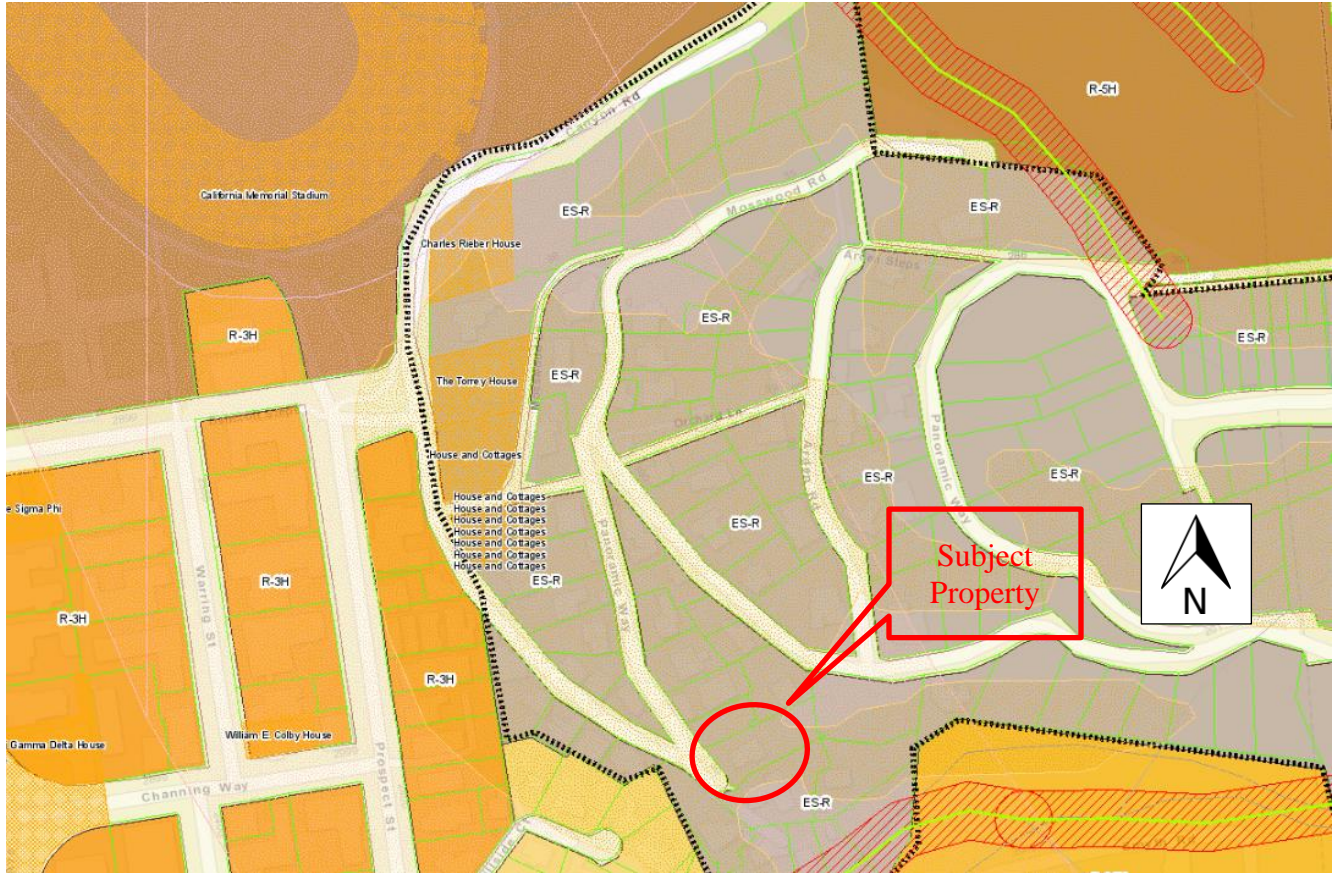 R-5H
Canyon Rd
California Memorial Stadium
Mosswood Rd
ES-R
ES-R
Charles Rieber House
Arden Steps
ES-R
R-3H
ES-R
ES-R
The Torrey House
Orchard Ln
Panoramic Way
Arden Rd
House and Cottages
ES-R
ES-R
House and Cottages
House and Cottages
House and Cottages
House and Cottages
House and Cottages
House and Cottages
House and Cottages
e Sigma Phi
ES-R
Panoramic Way
Subject
Property
N
Warring St
R-3H
ES-R
R-3H
R-3H
William E. Colby House
Gamma Delta House
Prospect St
Channing Way
ES-R